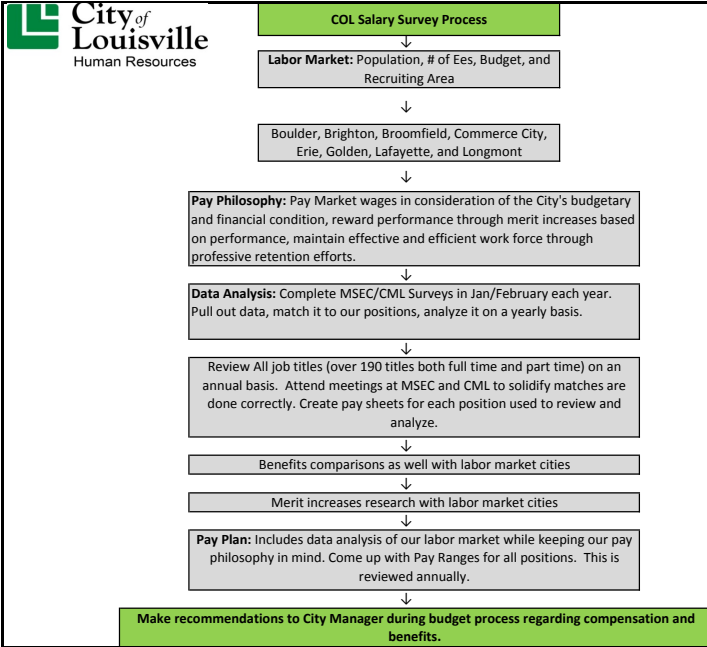 City of
Louisville
Human Resources
COL Salary Survey Process
Labor Market: Population, # of Ees, Budget, and
Recruiting Area
Boulder, Brighton, Broomfield, Commerce City,
Erie, Golden, Lafayette, and Longmont
Pay Philosophy: Pay Market wages in consideration of the City's budgetary
and financial condition, reward performance through merit increases based
on performance, maintain effective and efficient work force through
professive retention efforts.
Data Analysis: Complete MSEC/CML Surveys in Jan/February each year.
Pull out data, match it to our positions, analyze it on a yearly basis.
Review All job titles (over 190 titles both full time and part time) on an
annual basis. Attend meetings at MSEC and CML to solidify matches are
done correctly. Create pay sheets for each position used to review and
analyze.
Benefits comparisons as well with labor market cities
Merit increases research with labor market cities
Pay Plan: Includes data analysis of our labor market while keeping our pay
philosophy in mind. Come up with Pay Ranges for all positions. This is
reviewed annually.
Make recommendations to City Manager during budget process regarding compensation and
benefits.